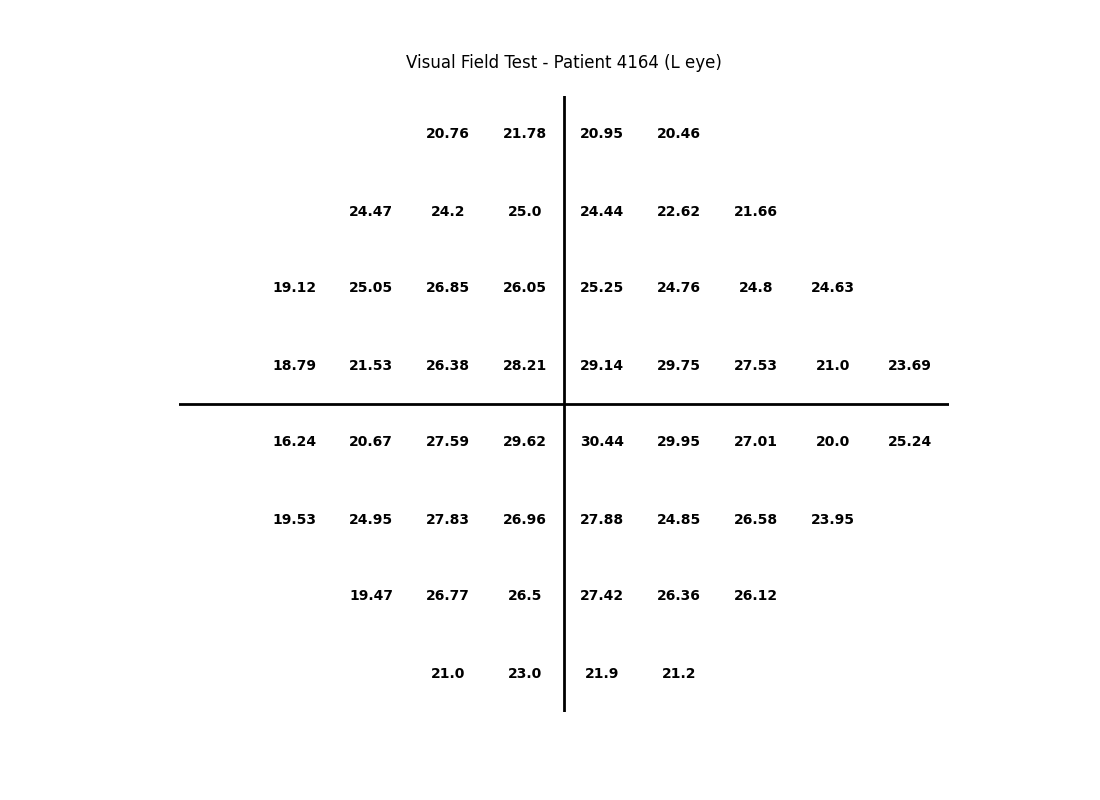 Visual Field Test - Patient 4164 (L eye)
20.76 21.78 20.95 20.46
24.47 24.2 25.0 24.44 22.62 21.66
19.12 25.05 26.85 26.05 25.25 24.76 24.8 24.63
18.79 21.53 26.38 28.21 29.14 29.75 27.53 21.0 23.69
16.24 20.67 27.59 29.62 30.44 29.95 27.01 20.0 25.24
19.53 24.95 27.83 26.96 27.88 24.85 26.58 23.95
19.47 26.77 26.5 27.42 26.36 26.12
21.0 23.0 21.9 21.2